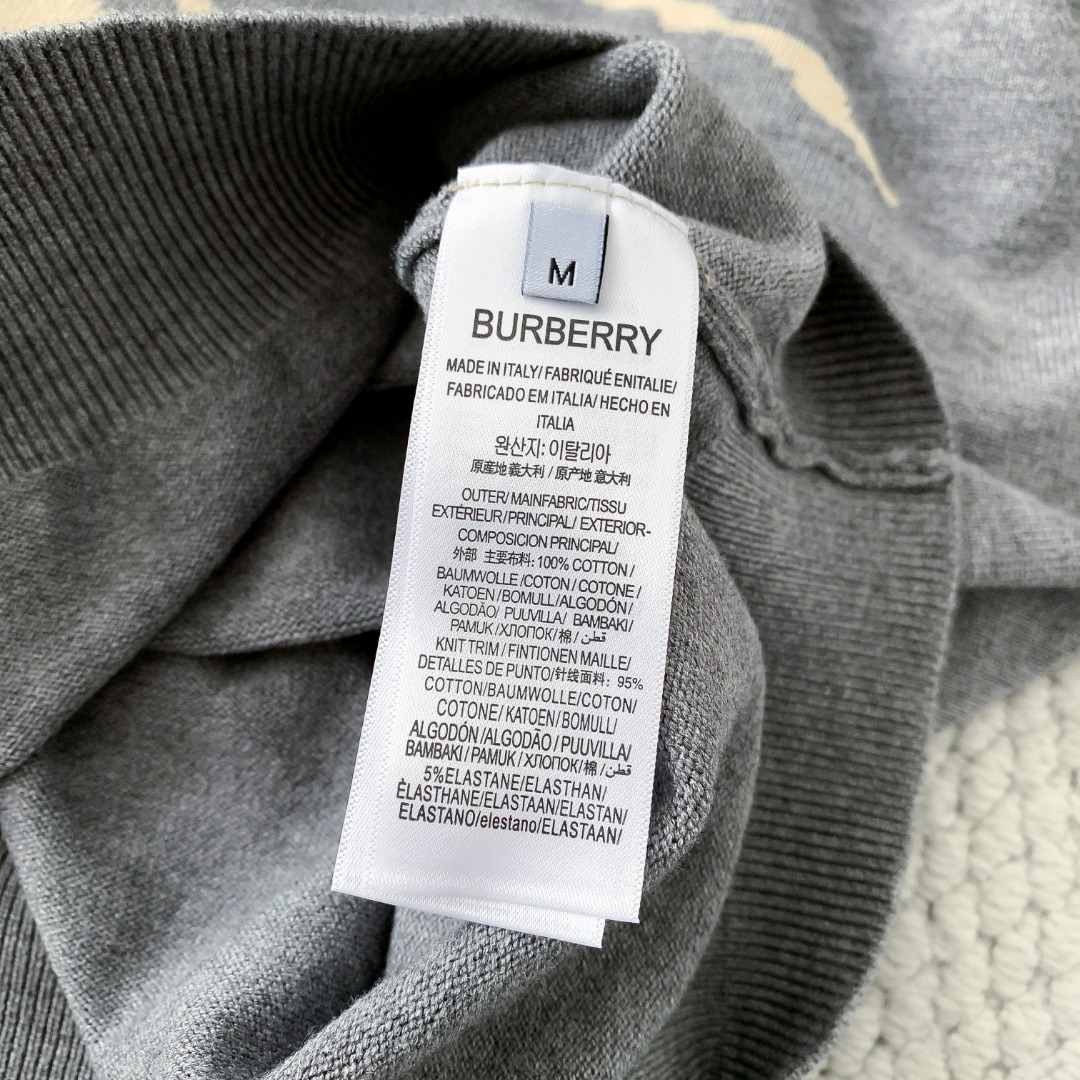 M
BURBERRY
MADE IN ITALY/ FABRIQUÉ ENITALIE/
FABRICADO EM ITALIA/ HECHO EN
ITALIA
완산지: 이탈리아
原産地 義大利 / 原产地 意大利
OUTER/ MAINFABRIC/TISSU
EXTÉRIEUR/PRINCIPAL/ EXTERIOR-
COMPOSICION PRINCIPAL/
外部 主要布料: 100% COTTON /
BAUMWOLLE /COTON / COTONE /
KATOEN / BOMULL/ALGODÓN /
ALGODÃO/ PUUVILLA/ BAMBAKI/
PAMUK /ХЛОПОК/棉 / قطن
KNIT TRIM / FINTIONEN MAILLE/
DETALLES DE PUNTO/针线面料: 95%
COTTON/BAUMWOLLE/COTON/
COTONE/ KATOEN/ BOMULL/
ALGODÓN /ALGODÃO / PUUVILLA/
BAMBAKI / PAMUK / ХЛОПОК/棉 / قطن
5%ELASTANE/ELASTHAN/
ÈLASTHANE/ELASTAAN/ELASTAN/
ELASTANO/elestano/ELASTAAN/